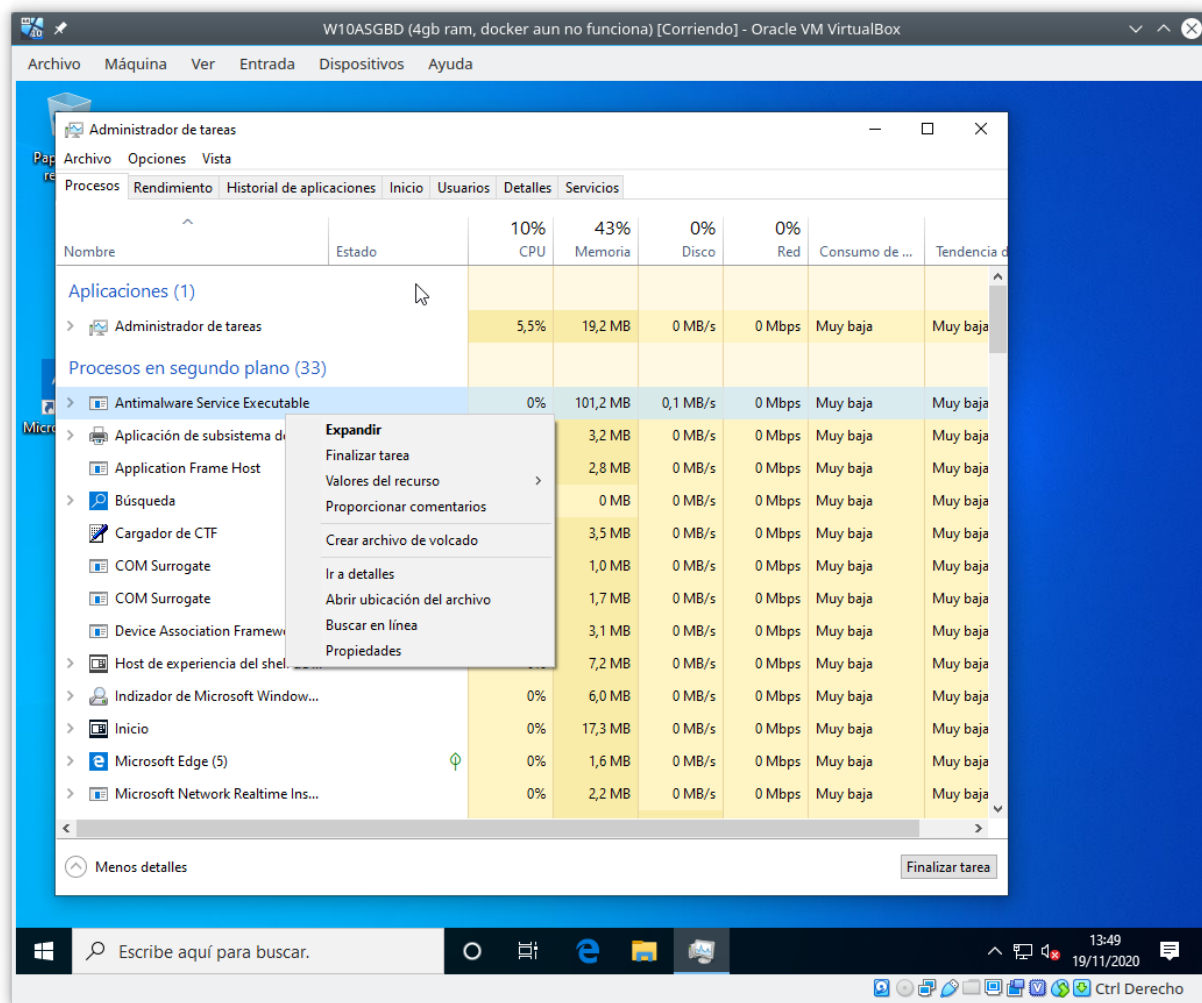 W10ASGBD (4gb ram, docker aun no funciona) [Corriendo] - Oracle VM VirtualBox
Archivo Máquina Ver Entrada Dispositivos Ayuda
Administrador de tareas
Archivo Opciones Vista
Procesos Rendimiento Historial de aplicaciones Inicio Usuarios Detalles Servicios
10% 43% 0% 0%
Nombre Estado CPU Memoria Disco Red Consumo de ... Tendencia d
Aplicaciones (1)
Administrador de tareas 5,5% 19,2 MB 0 MB/s 0 Mbps Muy baja Muy baja
Procesos en segundo plano (33)
Antimalware Service Executable 0% 101,2 MB 0,1 MB/s 0 Mbps Muy baja Muy baja
Aplicación de subsistema de 3,2 MB 0 MB/s 0 Mbps Muy baja Muy baja
Application Frame Host 2,8 MB 0 MB/s 0 Mbps Muy baja Muy baja
Búsqueda 0 MB 0 MB/s 0 Mbps Muy baja Muy baja
Cargador de CTF 3,5 MB 0 MB/s 0 Mbps Muy baja Muy baja
COM Surrogate 1,0 MB 0 MB/s 0 Mbps Muy baja Muy baja
COM Surrogate 1,7 MB 0 MB/s 0 Mbps Muy baja Muy baja
Device Association Framewo 3,1 MB 0 MB/s 0 Mbps Muy baja Muy baja
Host de experiencia del shell 7,2 MB 0 MB/s 0 Mbps Muy baja Muy baja
Indizador de Microsoft Window... 0% 6,0 MB 0 MB/s 0 Mbps Muy baja Muy baja
Inicio 0% 17,3 MB 0 MB/s 0 Mbps Muy baja Muy baja
Microsoft Edge (5) 0% 1,6 MB 0 MB/s 0 Mbps Muy baja Muy baja
Microsoft Network Realtime Ins... 0% 2,2 MB 0 MB/s 0 Mbps Muy baja Muy baja
Expandir
Finalizar tarea
Valores del recurso
Proporcionar comentarios
Crear archivo de volcado
Ir a detalles
Abrir ubicación del archivo
Buscar en línea
Propiedades
Menos detalles Finalizar tarea
Pap
re
Micro
Escribe aquí para buscar.
13:49
19/11/2020
Ctrl Derecho